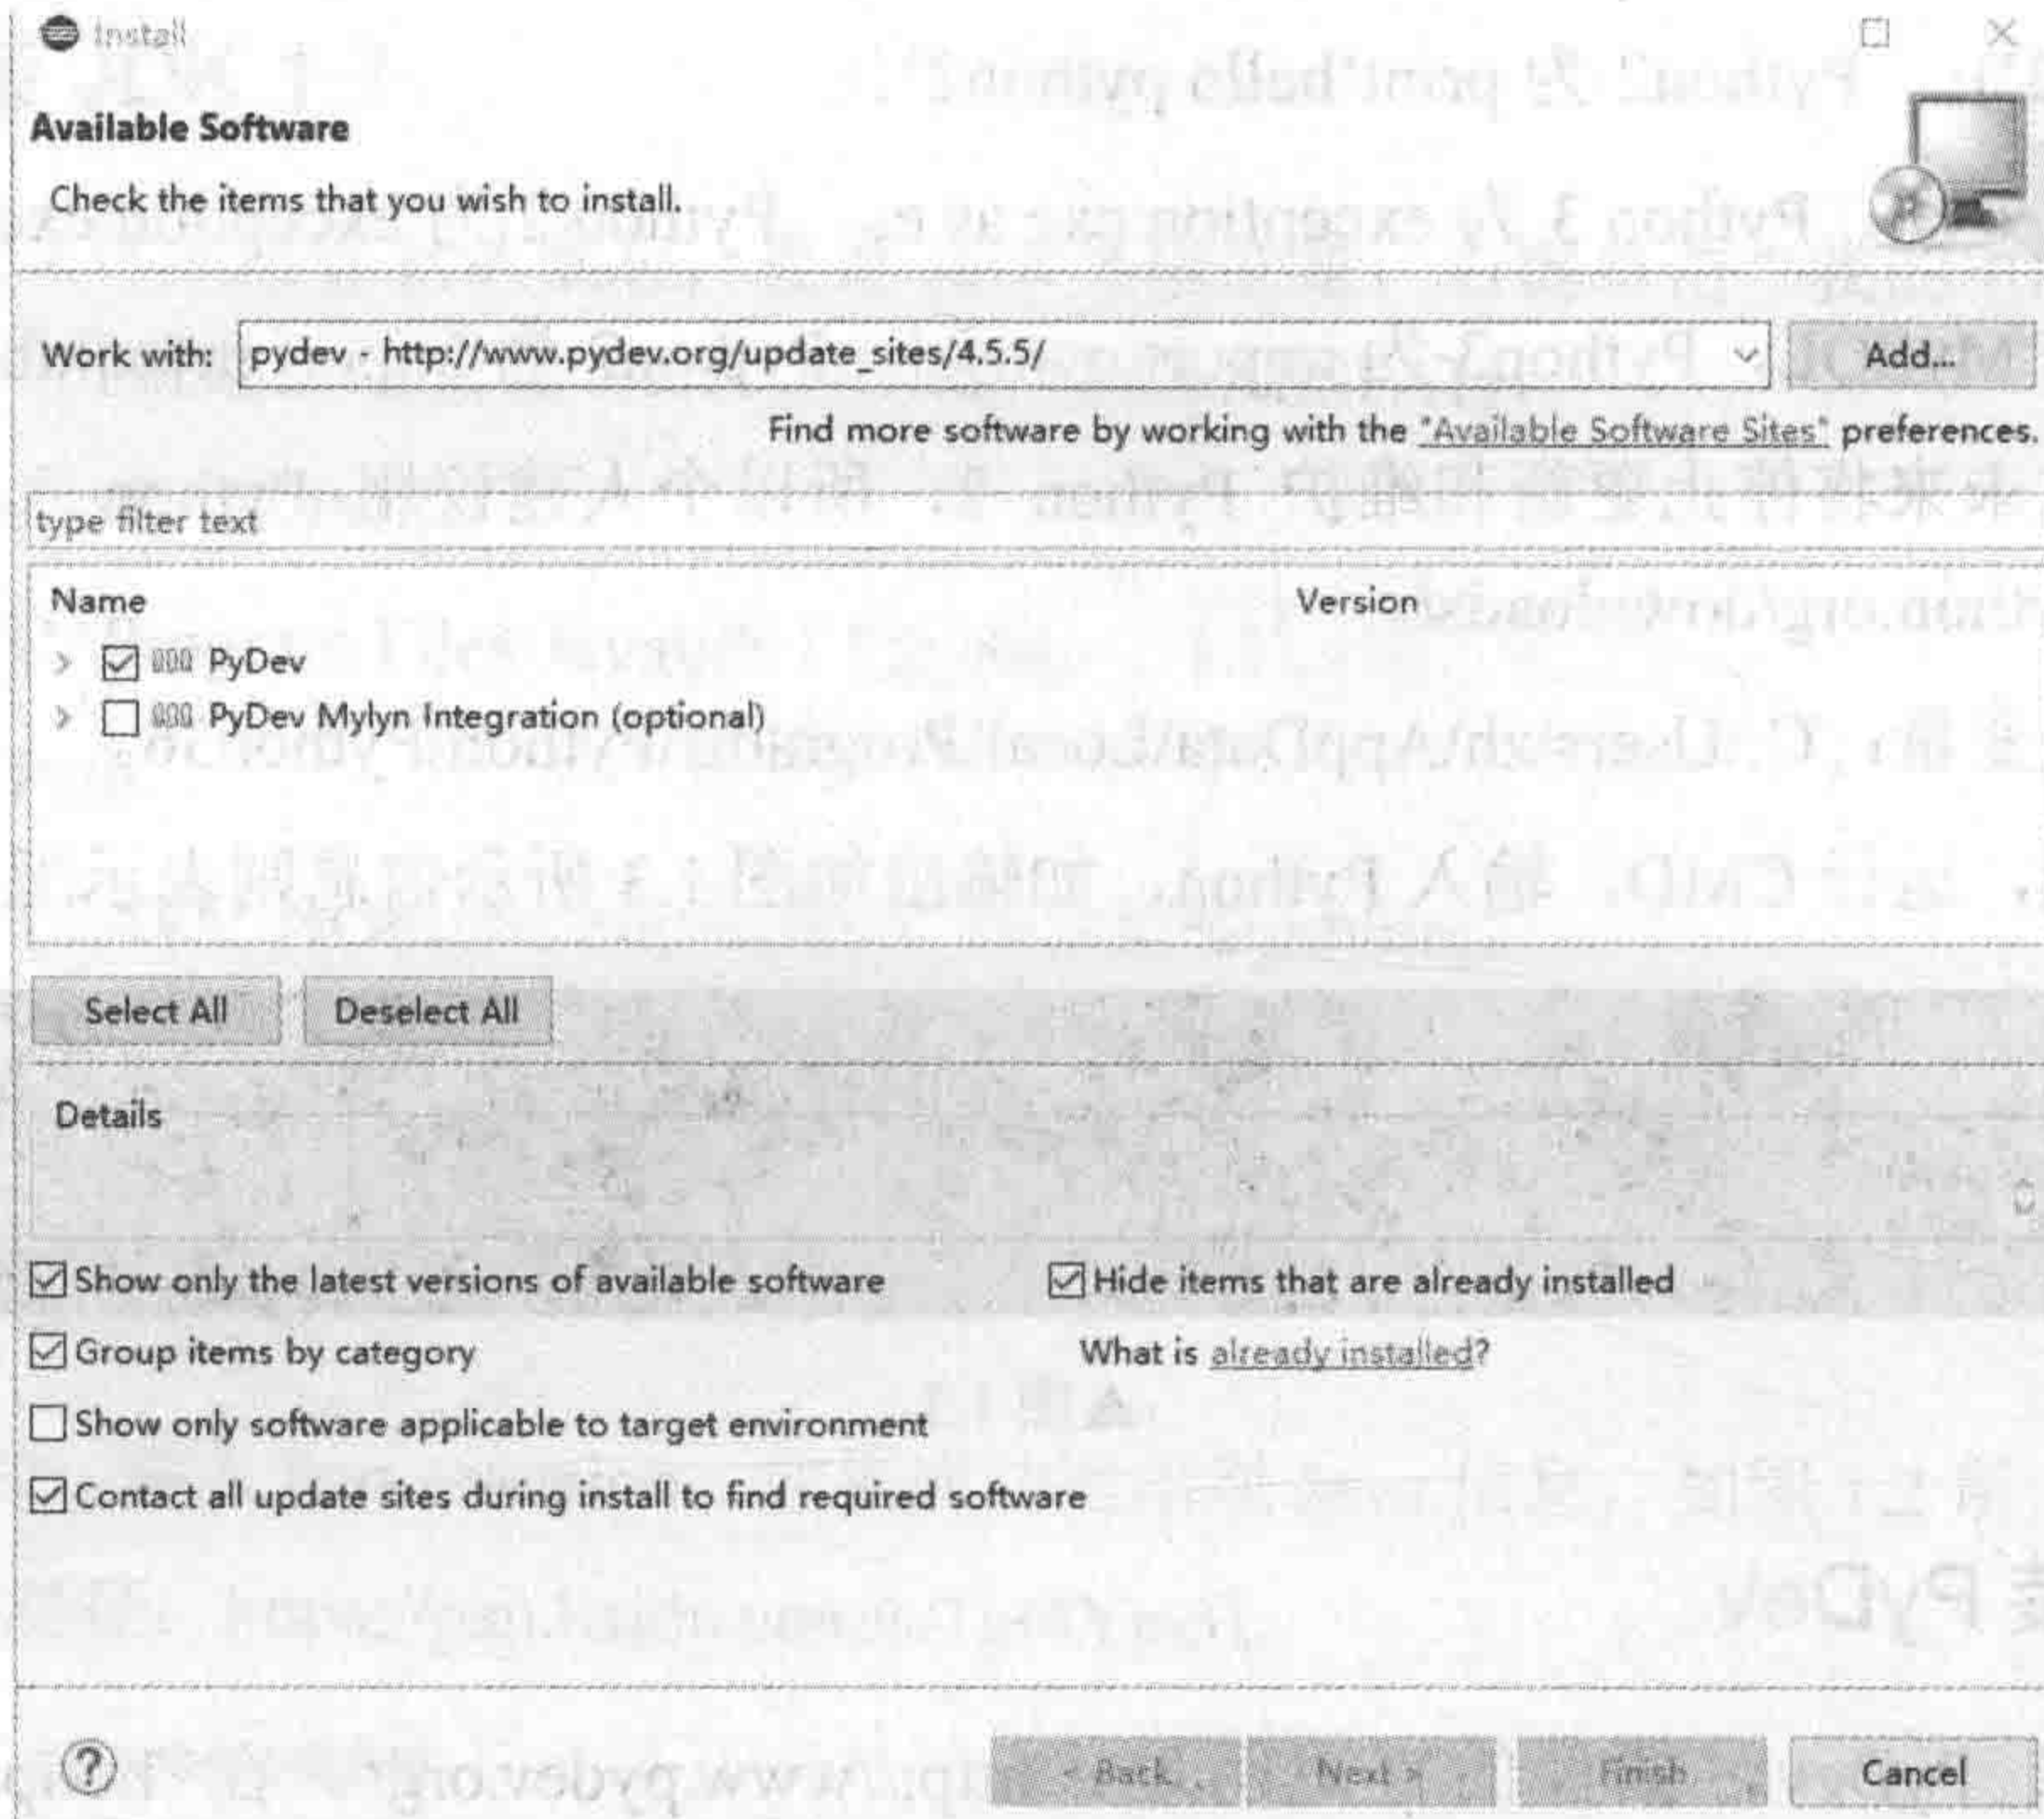 Install
Available Software
Check the items that you wish to install.
Work with: pydev - http://www.pydev.org/update_sites/4.5.5/ Add...
Find more software by working with the "Available Software Sites" preferences.
type filter text
Name Version
PyDev
PyDev Mylyn Integration (optional)
Select All Deselect All
Details
Show only the latest versions of available software Hide items that are already installed
Group items by category What is already installed?
Show only software applicable to target environment
Contact all update sites during install to find required software
? < Back Next > Finish Cancel